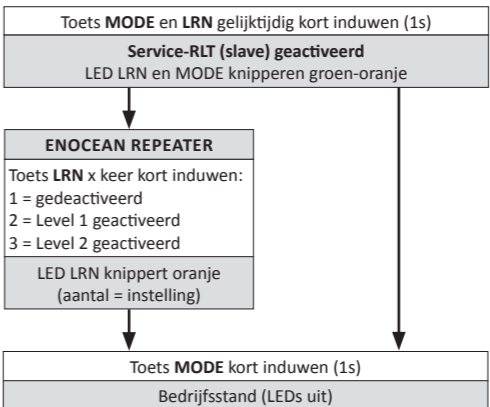 Toets MODE en LRN gelijktijdig kort induwen (1s)
Service-RLT (slave) geactiveerd
LED LRN en MODE knipperen groen-oranje
ENOCEAN REPEATER
Toets LRN x keer kort induwen:
1 = gedeactiveerd
2 = Level 1 geactiveerd
3 = Level 2 geactiveerd
LED LRN knippert oranje
(aantal = instelling)
Toets MODE kort induwen (1s)
Bedrijfsstand (LEDs uit)